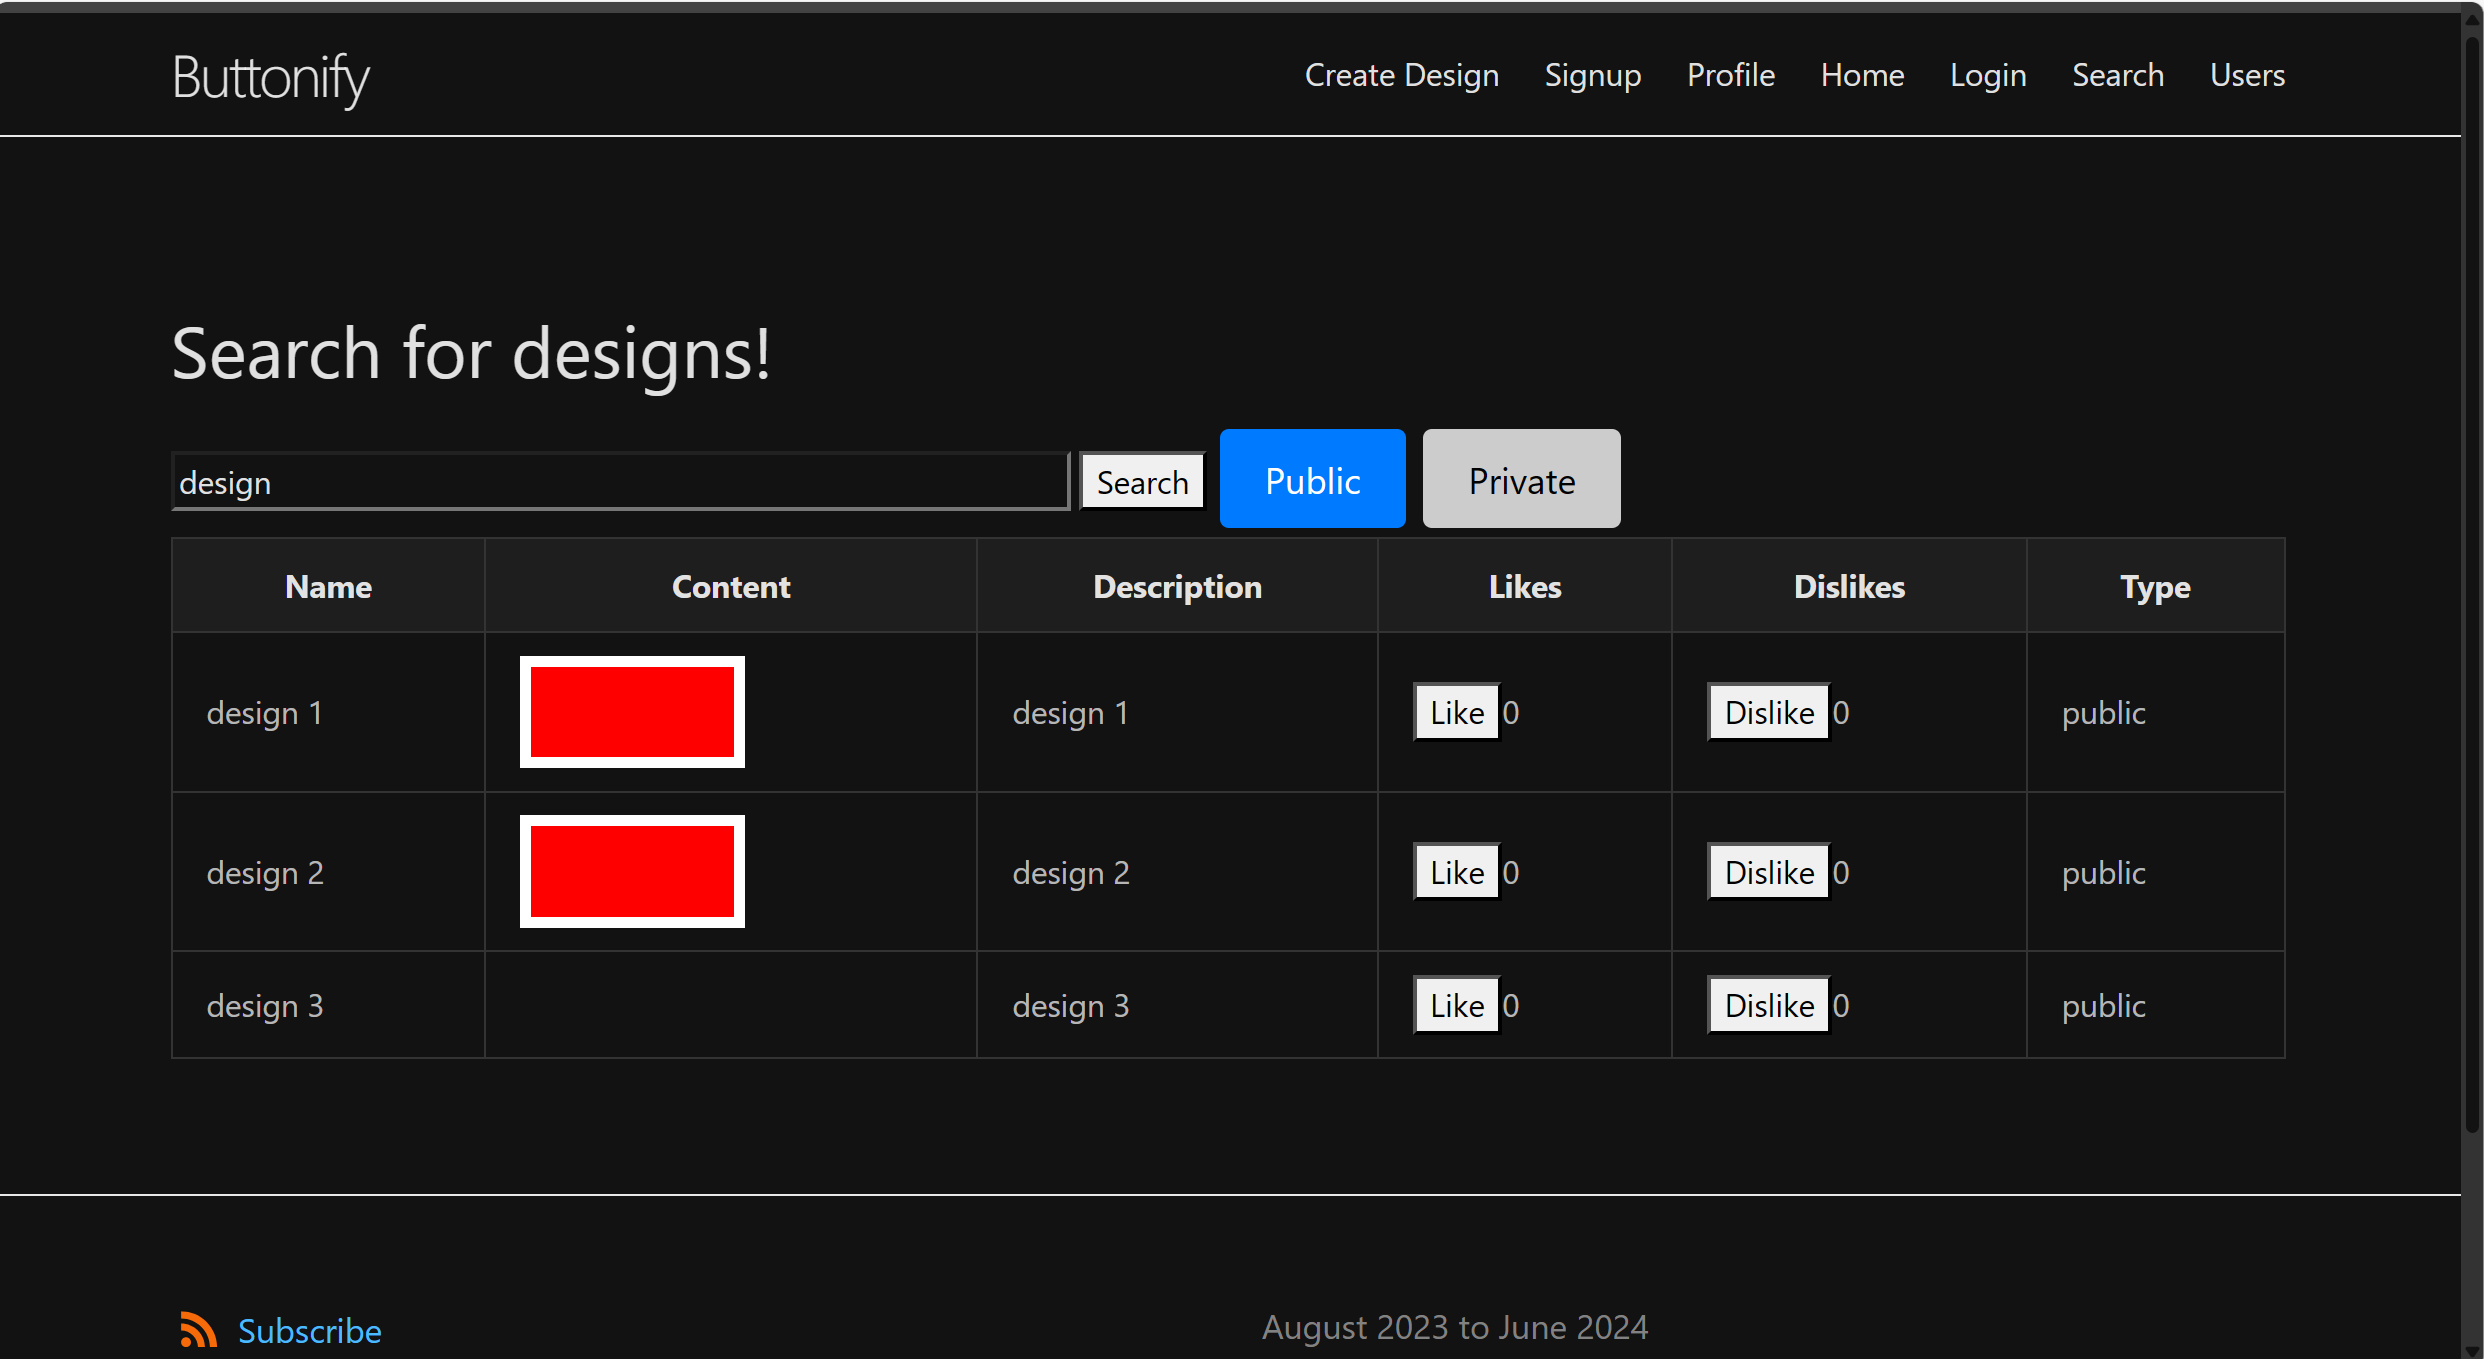 Buttonify
Create Design Signup Profile Home Login Search Users
Search for designs!
design Search Public Private
Name Content Description Likes Dislikes Type
design 1 design 1 Like 0 Dislike 0 public
design 2 design 2 Like 0 Dislike 0 public
design 3 design 3 Like 0 Dislike 0 public
Subscribe August 2023 to June 2024